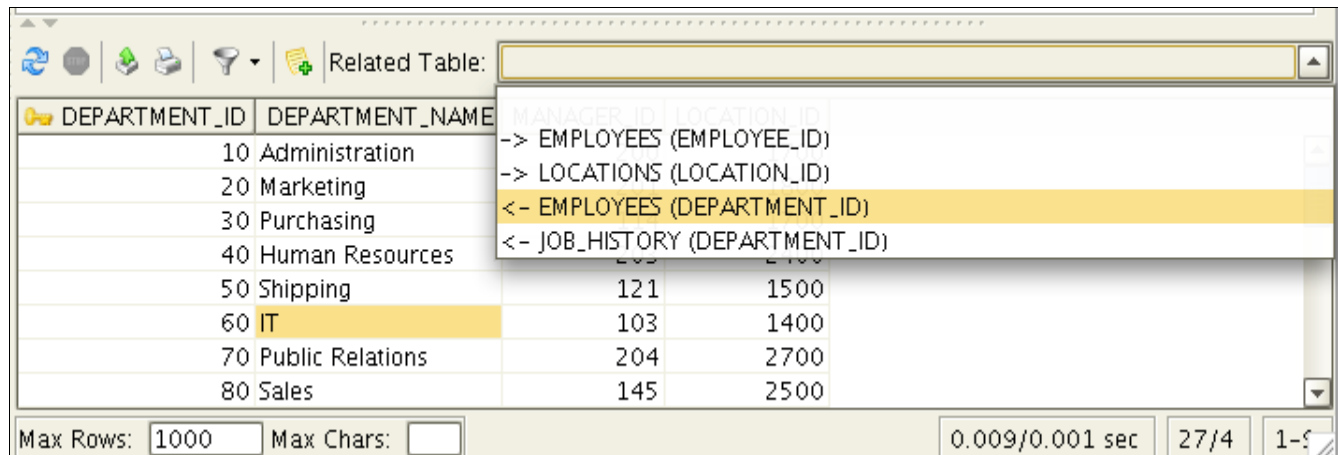 Related Table:
DEPARTMENT_ID DEPARTMENT_NAME MANAGER_ID LOCATION_ID
-> EMPLOYEES (EMPLOYEE_ID)
-> LOCATIONS (LOCATION_ID)
<- EMPLOYEES (DEPARTMENT_ID)
<- JOB_HISTORY (DEPARTMENT_ID)
10 Administration
20 Marketing
30 Purchasing
40 Human Resources
50 Shipping 121 1500
60 IT 103 1400
70 Public Relations 204 2700
80 Sales 145 2500
Max Rows: 1000 Max Chars: 0.009/0.001 sec 27/4